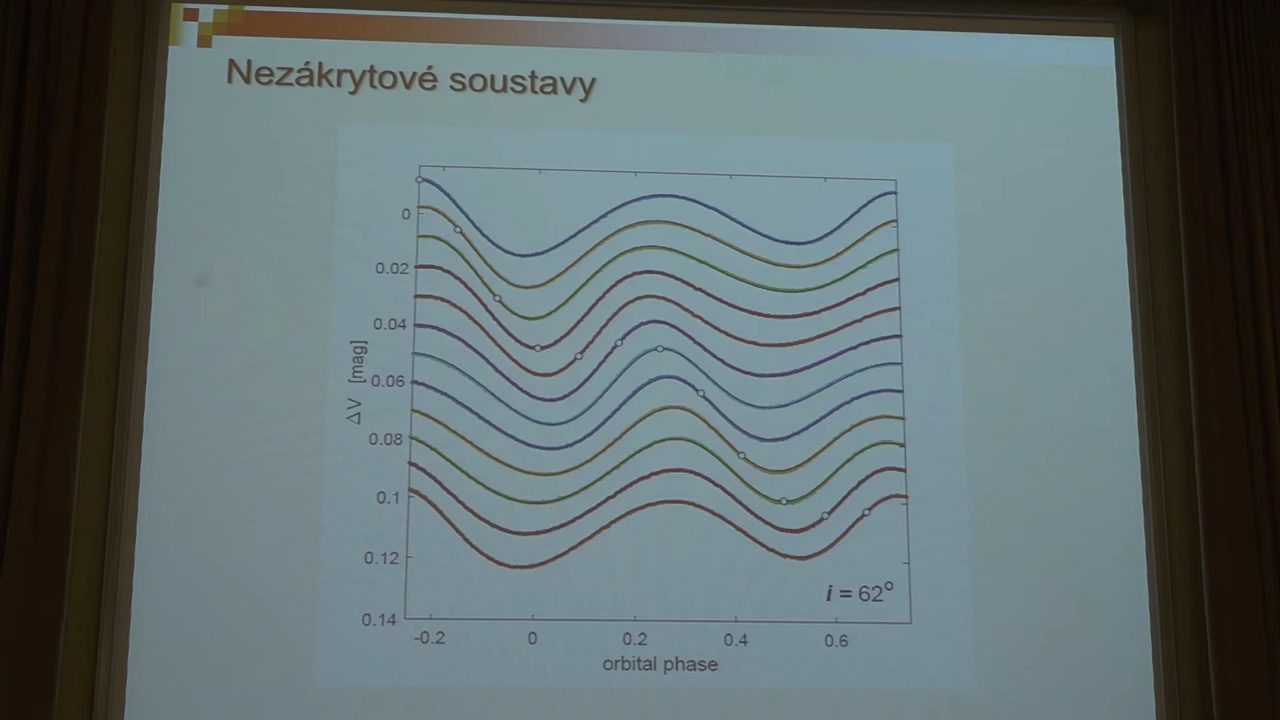 Nezákrytové soustavy
0
0.02
0.04
0.06
0.08
0.1
0.12
0.14
ΔV [mag]
i = 62°
-0.2 0 0.2 0.4 0.6
orbital phase